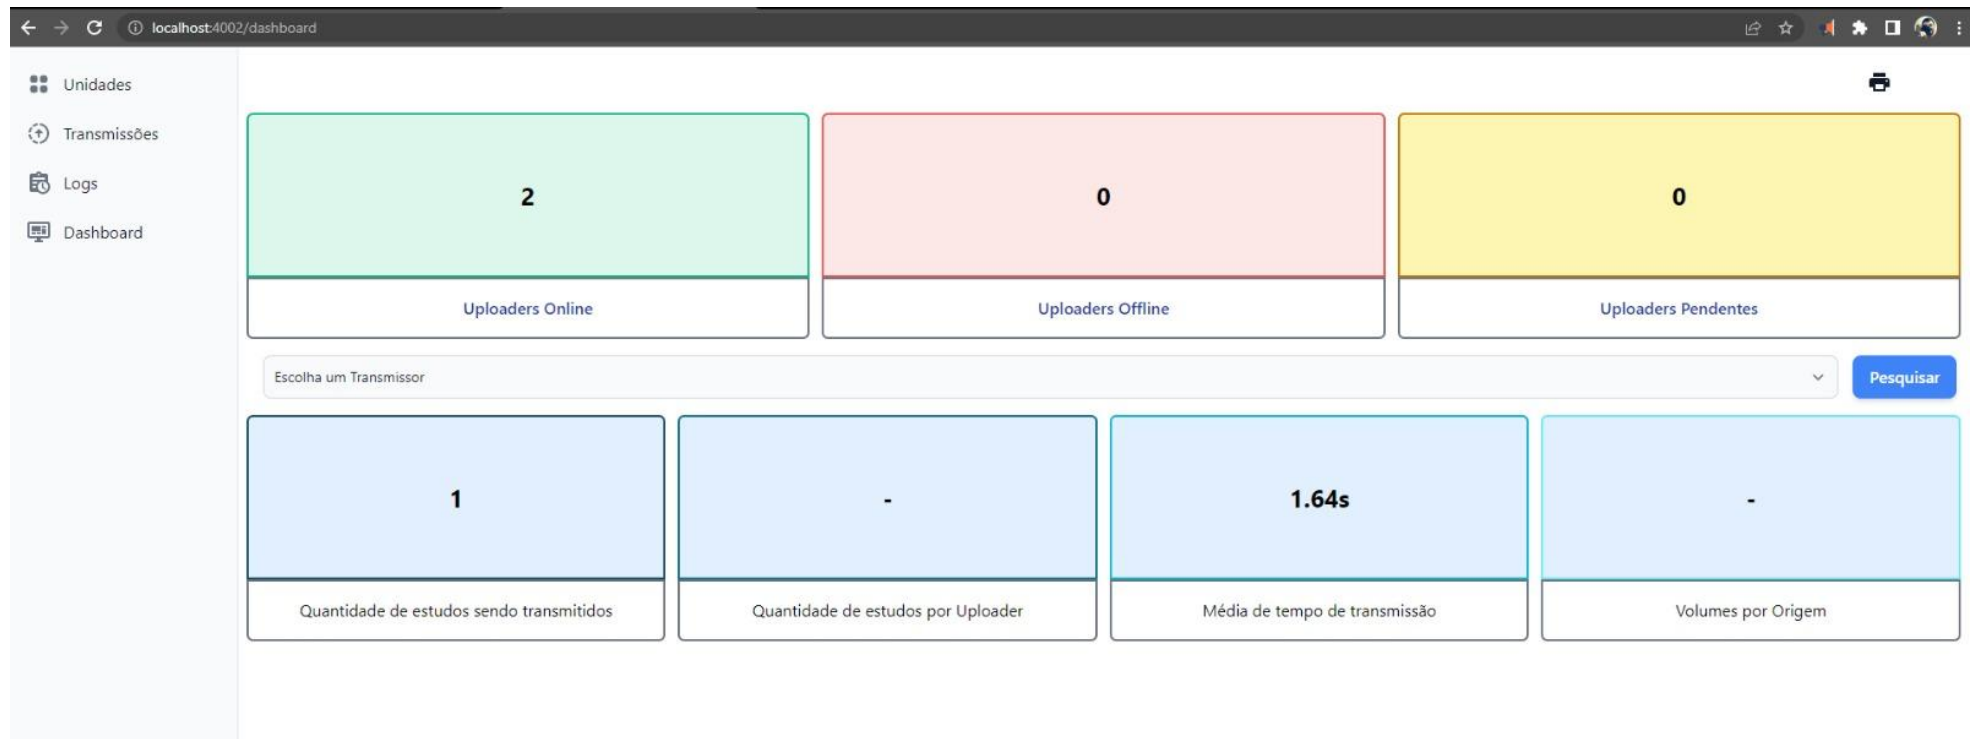 localhost:4002/dashboard
Unidades
Transmissões
Logs
Dashboard
2
0
0
Uploaders Online
Uploaders Offline
Uploaders Pendentes
Escolha um Transmissor
Pesquisar
1
-
1.64s
-
Quantidade de estudos sendo transmitidos
Quantidade de estudos por Uploader
Média de tempo de transmissão
Volumes por Origem